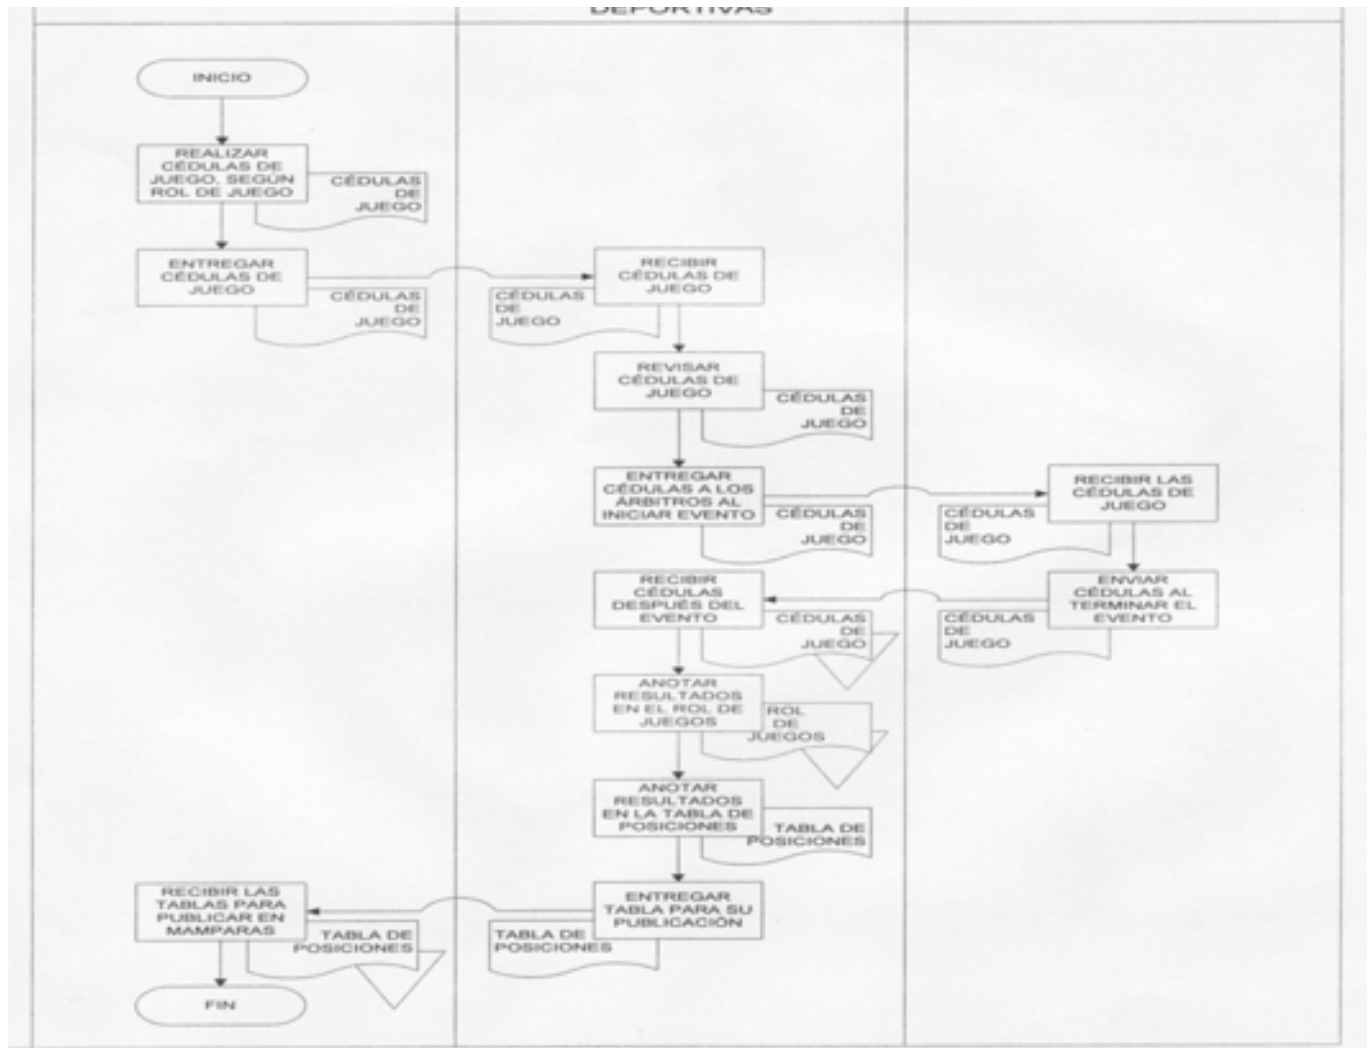 DEPORTIVAS
INICIO
REALIZAR
CÉDULAS DE
JUEGO, SEGÚN
ROL DE JUEGO
CÉDULAS
DE
JUEGO
ENTREGAR
CÉDULAS DE
JUEGO
CÉDULAS
DE
JUEGO
RECIBIR
CÉDULAS DE
JUEGO
CÉDULAS
DE
JUEGO
REVISAR
CÉDULAS DE
JUEGO
CÉDULAS
DE
JUEGO
ENTREGAR
CÉDULAS A LOS
ÁRBITROS AL
INICIAR EVENTO
CÉDULAS
DE
JUEGO
RECIBIR LAS
CÉDULAS DE
JUEGO
CÉDULAS
DE
JUEGO
ENVIAR
CÉDULAS AL
TERMINAR EL
EVENTO
CÉDULAS
DE
JUEGO
RECIBIR
CÉDULAS
DESPUÉS DEL
EVENTO
CÉDULAS
DE
JUEGO
ANOTAR
RESULTADOS
EN EL ROL DE
JUEGOS
ROL
DE
JUEGOS
ANOTAR
RESULTADOS
EN LA TABLA DE
POSICIONES
TABLA DE
POSICIONES
ENTREGAR
TABLA PARA SU
PUBLICACIÓN
TABLA DE
POSICIONES
RECIBIR LAS
TABLAS PARA
PUBLICAR EN
MAMPARAS
TABLA DE
POSICIONES
FIN